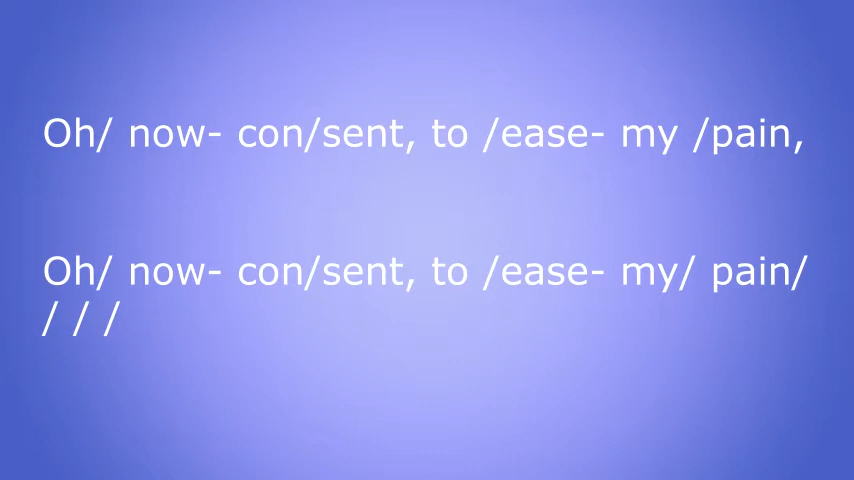 Oh/ now- con/sent, to /ease- my /pain,
Oh/ now- con/sent, to /ease- my/ pain/
/ / /